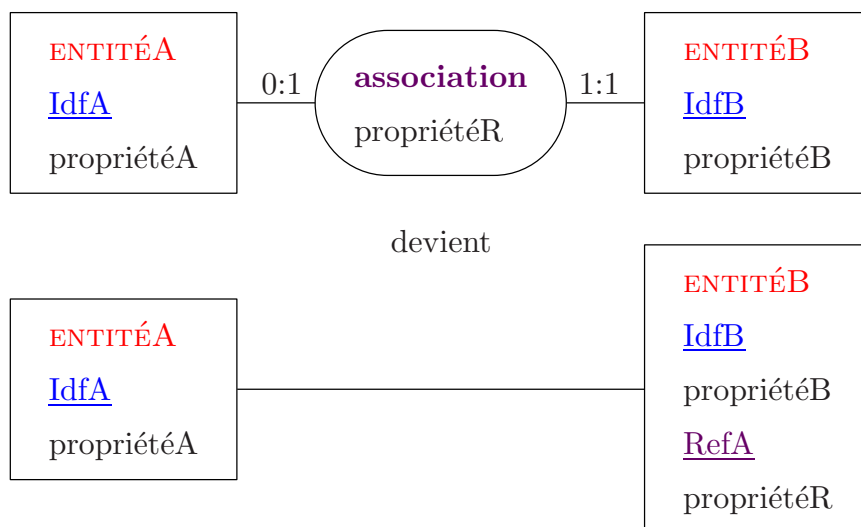 ENTITÉA
IdfA
propriétéA
0:1
association
propriétéR
1:1
ENTITÉB
IdfB
propriétéB
devient
ENTITÉA
IdfA
propriétéA
ENTITÉB
IdfB
propriétéB
RefA
propriétéR